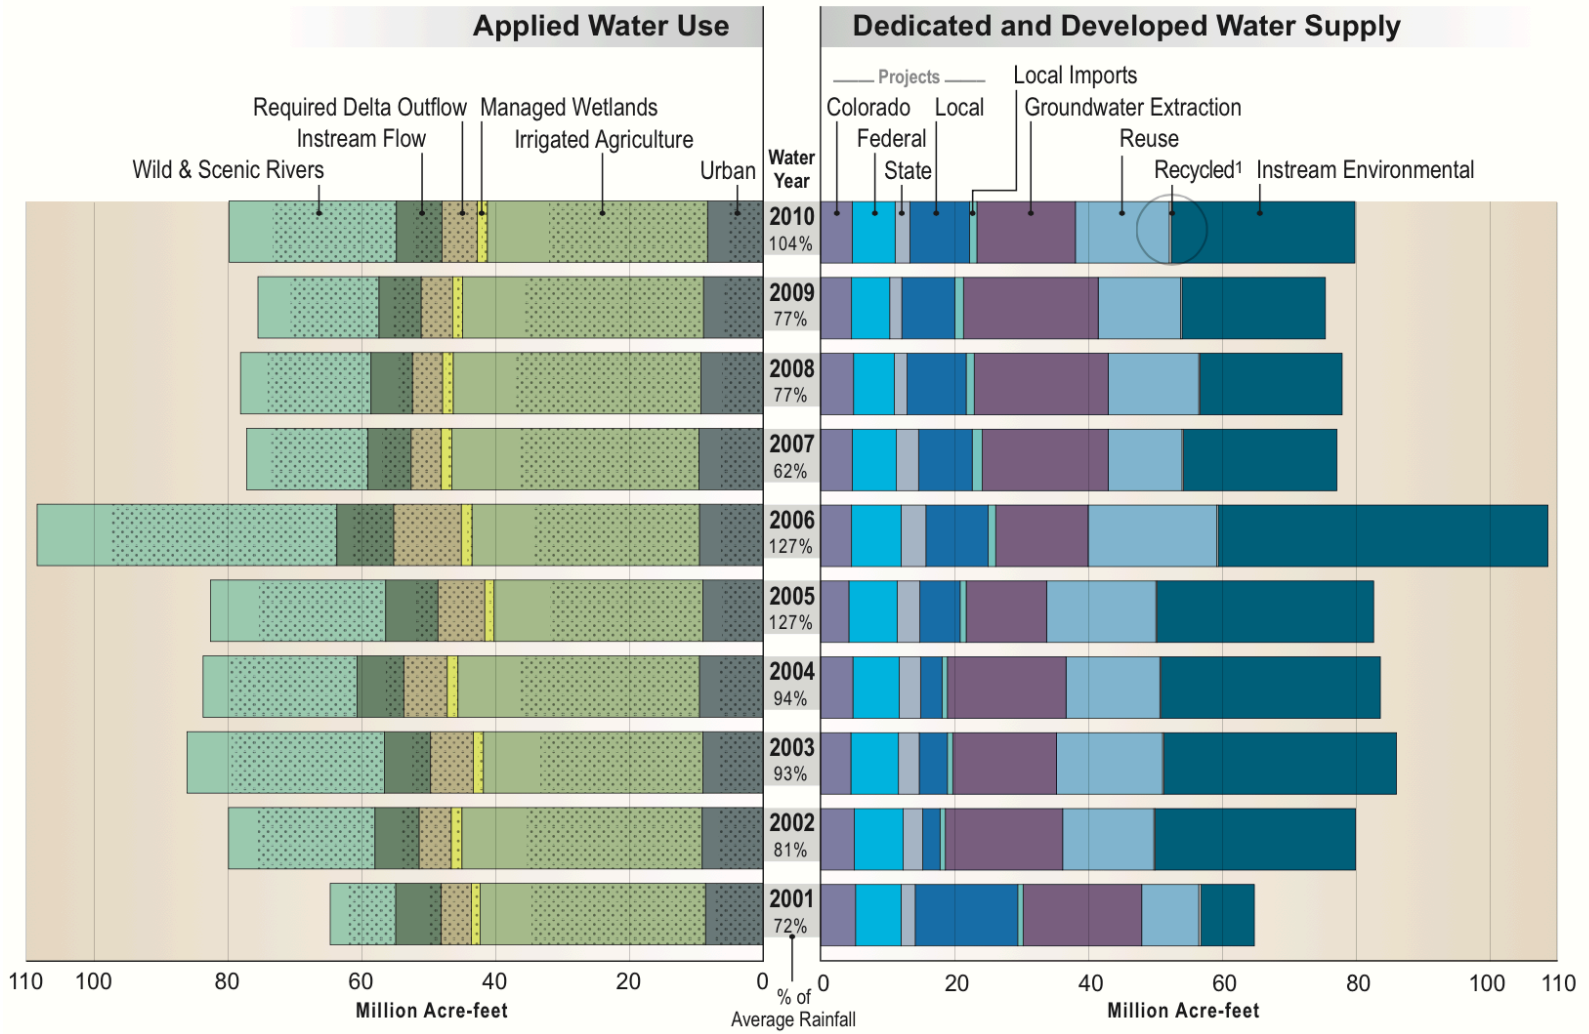 Applied Water Use
Dedicated and Developed Water Supply
Projects
Local Imports
Required Delta Outflow
Managed Wetlands
Colorado
Local
Groundwater Extraction
Instream Flow
Irrigated Agriculture
Federal
Reuse
Wild & Scenic Rivers
Urban
Water
Year
State
Recycled¹
Instream Environmental
2010
104%
2009
77%
2008
77%
2007
62%
2006
127%
2005
127%
2004
94%
2003
93%
2002
81%
2001
72%
110 100 80 60 40 20 0
0 20 40 60 80 100 110
Million Acre-feet
Million Acre-feet
% of
Average Rainfall